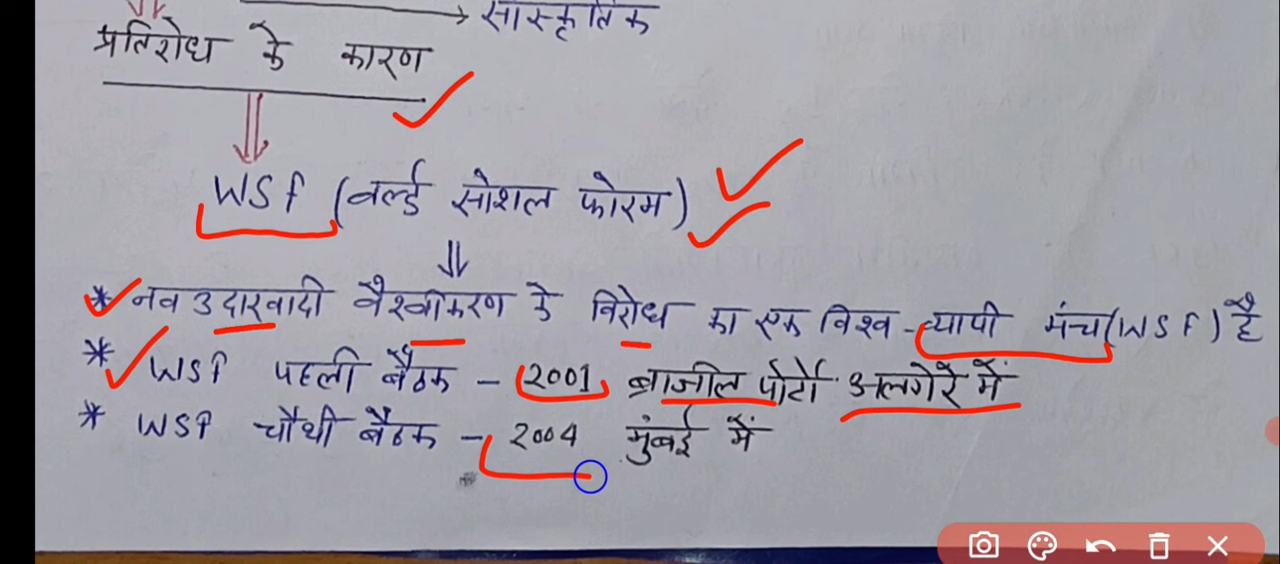 सांस्कृतिक
प्रतिरोध के कारण
WSF (वर्ल्ड सोशल फोरम)
* नव उदारवादी वैश्वीकरण के विरोध का एक विश्व-व्यापी मंच (WSF) है
* WSF पहली बैठक - 2001 ब्राजील पोर्टो अलगेरे में
* WSF चौथी बैठक - 2004 मुंबई में